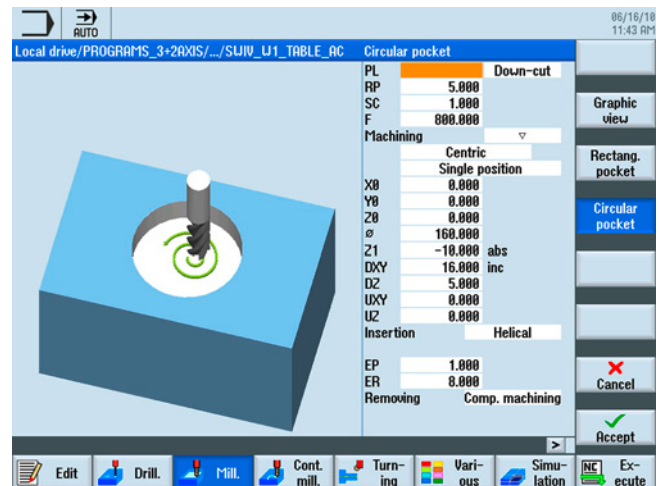 AUTO
06/16/10
11:43 AM
Local drive/PROGRAMS_3+2AXIS/.../SWIV_W1_TABLE_AC
Circular pocket
PL Down-cut
RP 5.000
SC 1.000
F 800.000
Machining ▽
Centric
Single position
X0 0.000
Y0 0.000
Z0 0.000
ø 160.000
Z1 -10.000 abs
DXY 16.000 inc
DZ 5.000
UXY 0.000
UZ 0.000
Insertion Helical
EP 1.000
ER 8.000
Removing Comp. machining
Graphic
view
Rectang.
pocket
Circular
pocket
Cancel
Accept
>
Edit
Drill.
Mill.
Cont.
mill.
Turn-
ing
Vari-
ous
Simu-
lation
NC
Ex-
ecute